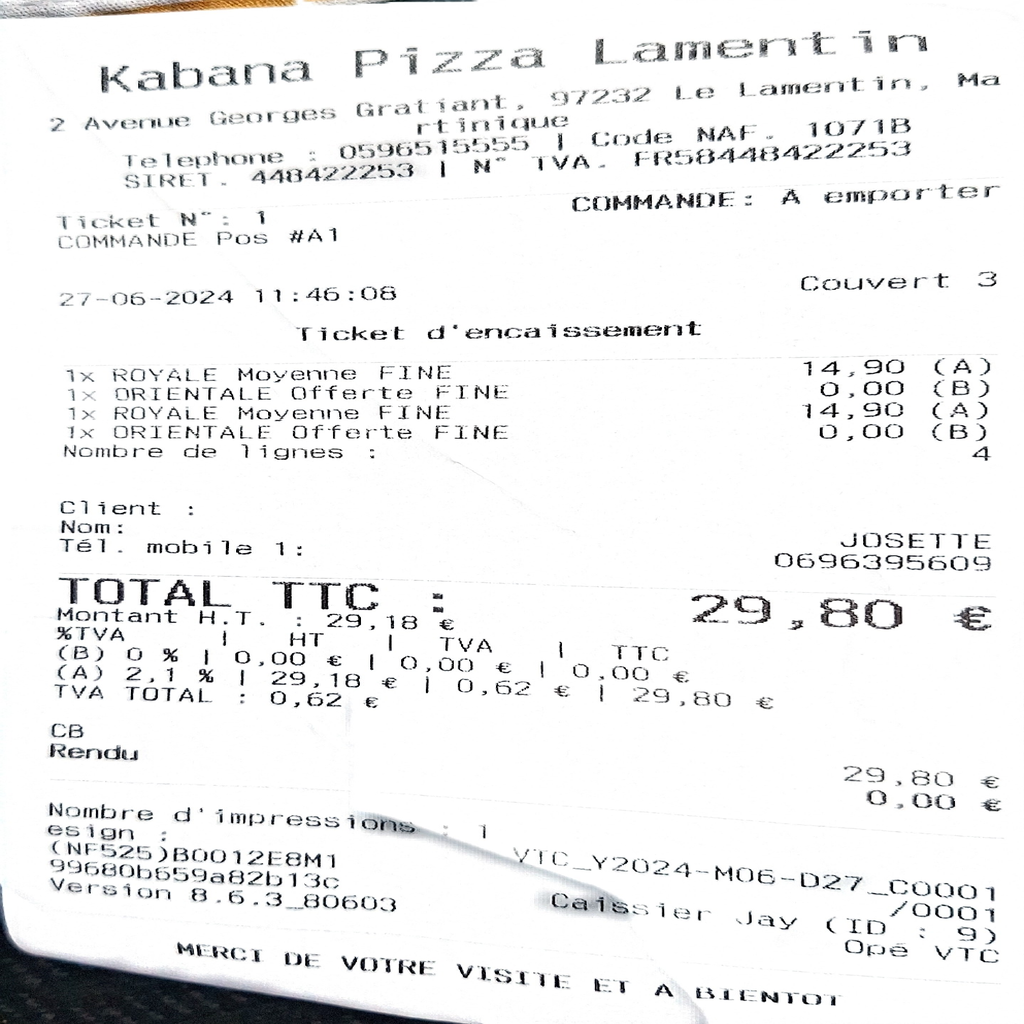 Kabana Pizza Lamentin
2 Avenue Georges Gratiant, 97232 Le Lamentin, Ma
rtinique
Telephone : 0596515555 | Code NAF. 1071B
SIRET. 448422253 | N° TVA. FR58448422253
Ticket N°: 1 COMMANDE: A emporter
COMMANDE Pos #A1
27-06-2024 11:46:08 Couvert 3
Ticket d'encaissement
1x ROYALE Moyenne FINE 14,90 (A)
1x ORIENTALE Offerte FINE 0,00 (B)
1x ROYALE Moyenne FINE 14,90 (A)
1x ORIENTALE Offerte FINE 0,00 (B)
Nombre de lignes : 4
Client :
Nom: JOSETTE
Tél. mobile 1: 0696395609
TOTAL TTC : 29,80 €
Montant H.T. : 29,18 €
%TVA | HT | TVA | TTC
(B) 0 % | 0,00 € | 0,00 € | 0,00 €
(A) 2,1 % | 29,18 € | 0,62 € | 29,80 €
TVA TOTAL : 0,62 €
CB 29,80 €
Rendu 0,00 €
Nombre d'impressions : 1
esign : VTC_Y2024-M06-D27_C0001
(NF525)B0012E8M1 /0001
99680b659a82b13c Caissier Jay (ID : 9)
Version 8.6.3_80603 Opé VTC
MERCI DE VOTRE VISITE ET A BIENTOT